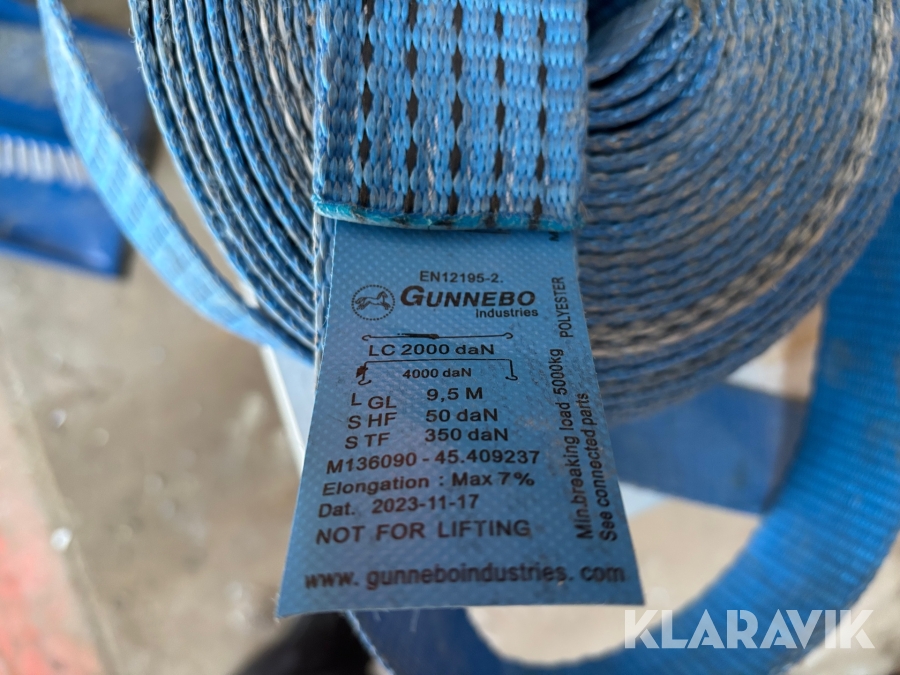 EN12195-2.
GUNNEBO
industries
LC 2000 daN
4000 daN
L GL 9,5 M
S HF 50 daN
S TF 350 daN
M136090 - 45.409237
Elongation : Max 7%
Dat. 2023-11-17
NOT FOR LIFTING
www. gunneboindustries. com
Min.breaking load 5000kg POLYESTER
See connected parts
KLARAVIK